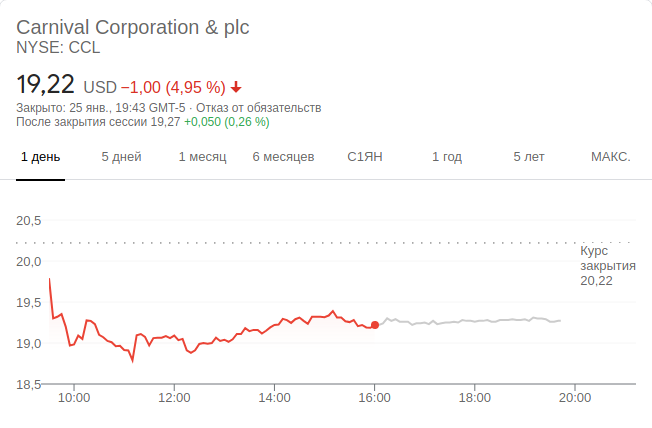 Carnival Corporation & plc
NYSE: CCL
19,22 USD −1,00 (4,95 %)
Закрыто: 25 янв., 19:43 GMT-5 · Отказ от обязательств
После закрытия сессии 19,27 +0,050 (0,26 %)
1 день 5 дней 1 месяц 6 месяцев С1ЯН 1 год 5 лет МАКС.
20,5
20,0
Курс
закрытия
20,22
19,5
19,0
18,5
10:00 12:00 14:00 16:00 18:00 20:00